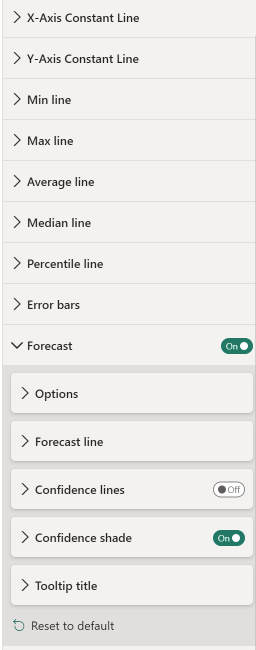 X-Axis Constant Line
Y-Axis Constant Line
Min line
Max line
Average line
Median line
Percentile line
Error bars
Forecast On
Options
Forecast line
Confidence lines Off
Confidence shade On
Tooltip title
Reset to default